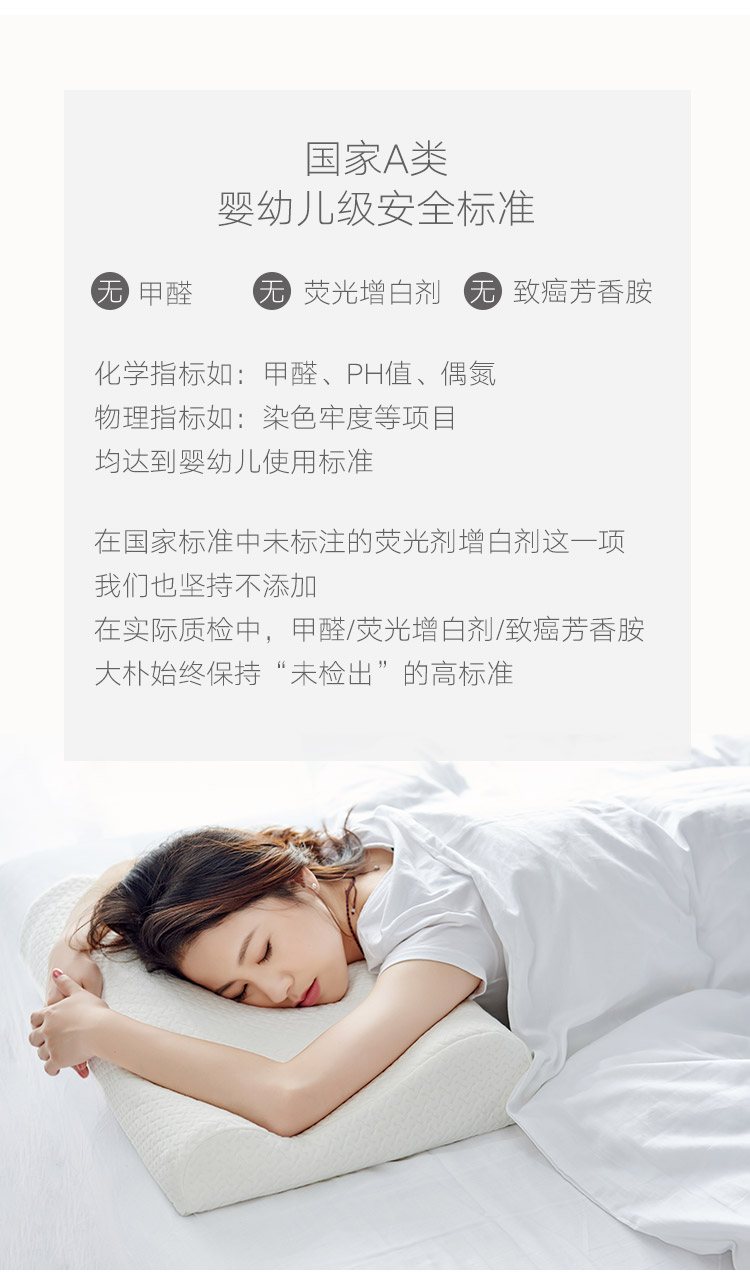 国家A类
婴幼儿级安全标准
无 甲醛 无 荧光增白剂 无 致癌芳香胺
化学指标如：甲醛、PH值、偶氮
物理指标如：染色牢度等项目
均达到婴幼儿使用标准
在国家标准中未标注的荧光剂增白剂这一项
我们也坚持不添加
在实际质检中，甲醛/荧光增白剂/致癌芳香胺
大朴始终保持“未检出”的高标准